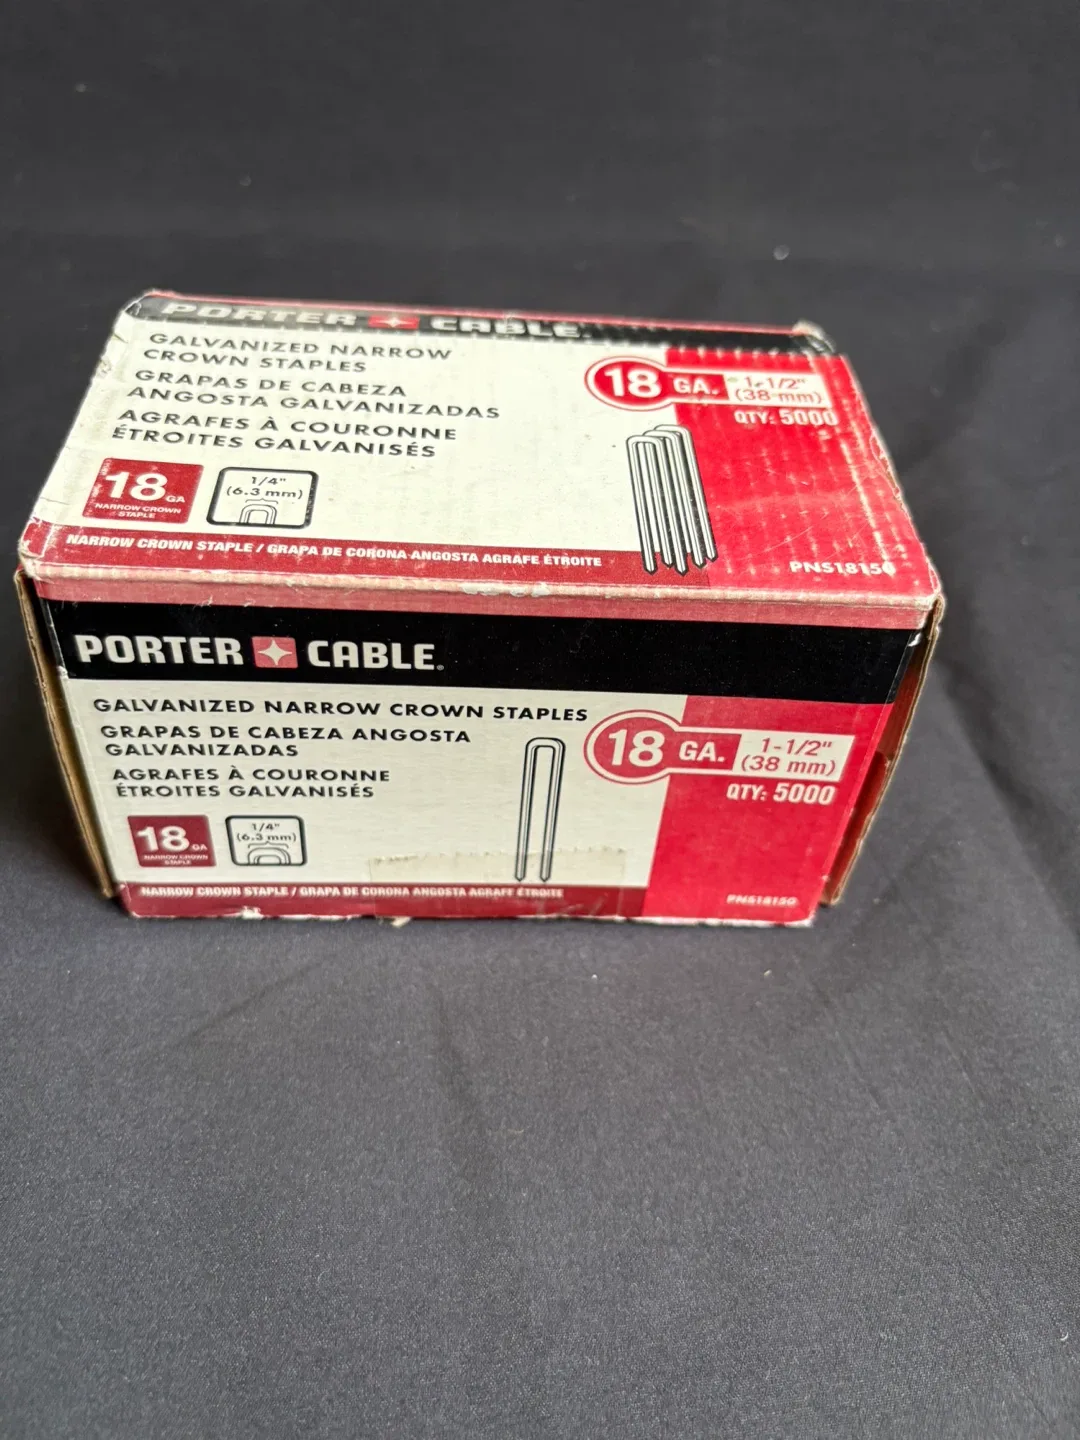 PORTER CABLE
GALVANIZED NARROW
CROWN STAPLES
GRAPAS DE CABEZA
ANGOSTA GALVANIZADAS
AGRAFES À COURONNE
ÉTROITES GALVANISÉS
18 GA
NARROW CROWN
STAPLE
1/4"
(6.3 mm)
18 GA. 1-1/2"
(38 mm)
QTY: 5000
NARROW CROWN STAPLE / GRAPA DE CORONA ANGOSTA AGRAFE ÉTROITE
PNS18150
PORTER CABLE.
GALVANIZED NARROW CROWN STAPLES
GRAPAS DE CABEZA ANGOSTA
GALVANIZADAS
AGRAFES À COURONNE
ÉTROITES GALVANISÉS
18 GA
NARROW CROWN
STAPLE
1/4"
(6.3 mm)
18 GA. 1-1/2"
(38 mm)
QTY: 5000
NARROW CROWN STAPLE / GRAPA DE CORONA ANGOSTA AGRAFE ÉTROITE
PNS18150